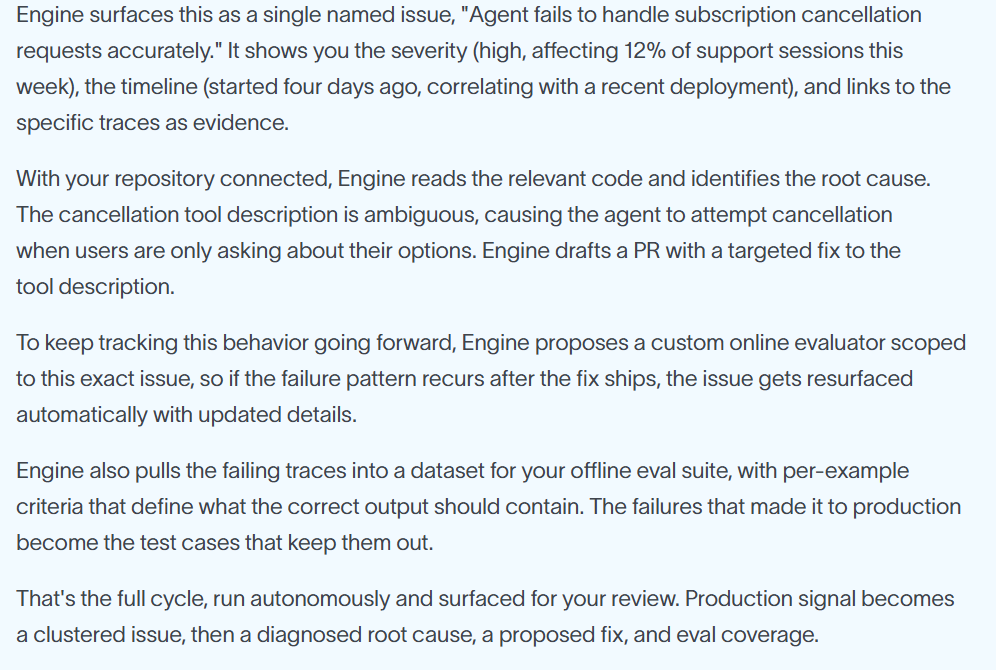 Engine surfaces this as a single named issue, "Agent fails to handle subscription cancellation
requests accurately." It shows you the severity (high, affecting 12% of support sessions this
week), the timeline (started four days ago, correlating with a recent deployment), and links to the
specific traces as evidence.
With your repository connected, Engine reads the relevant code and identifies the root cause.
The cancellation tool description is ambiguous, causing the agent to attempt cancellation
when users are only asking about their options. Engine drafts a PR with a targeted fix to the
tool description.
To keep tracking this behavior going forward, Engine proposes a custom online evaluator scoped
to this exact issue, so if the failure pattern recurs after the fix ships, the issue gets resurfaced
automatically with updated details.
Engine also pulls the failing traces into a dataset for your offline eval suite, with per-example
criteria that define what the correct output should contain. The failures that made it to production
become the test cases that keep them out.
That's the full cycle, run autonomously and surfaced for your review. Production signal becomes
a clustered issue, then a diagnosed root cause, a proposed fix, and eval coverage.